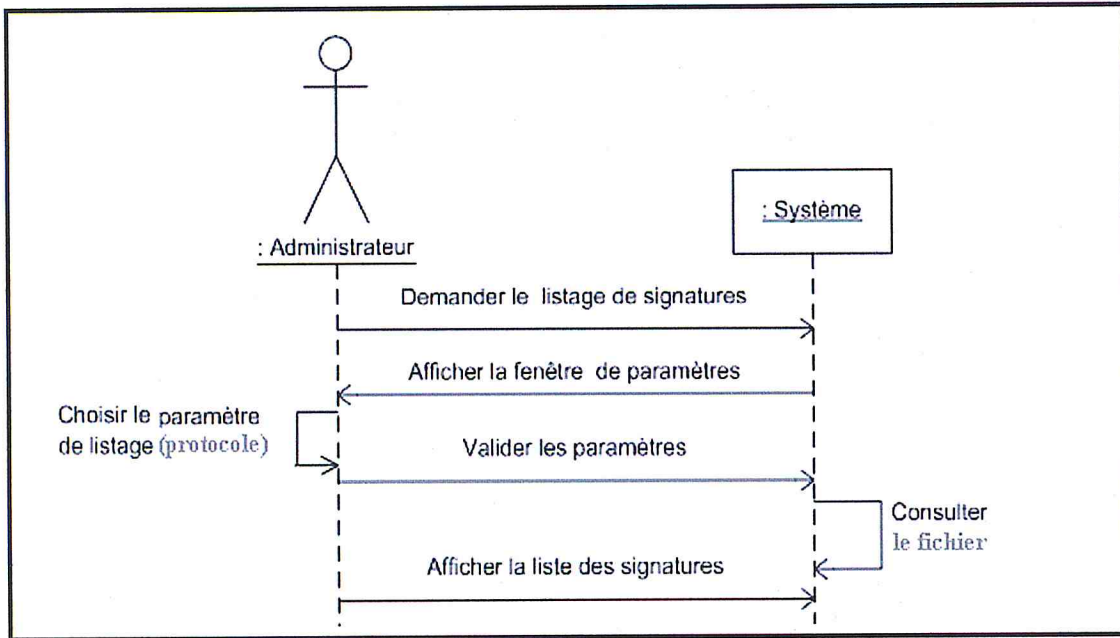 : Système
: Administrateur
Demander le listage de signatures
Afficher la fenêtre de paramètres
Choisir le paramètre
de listage (protocole)
Valider les paramètres
Consulter
le fichier
Afficher la liste des signatures